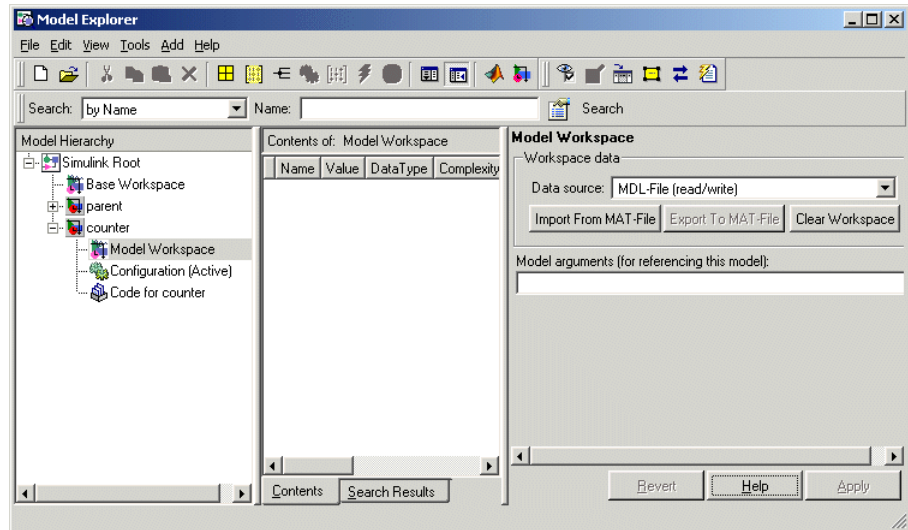 Model Explorer
File Edit View Tools Add Help
Search: by Name Name: Search
Model Hierarchy
Simulink Root
Base Workspace
parent
counter
Model Workspace
Configuration (Active)
Code for counter
Contents of: Model Workspace
Name Value DataType Complexity
Contents Search Results
Model Workspace
Workspace data
Data source: MDL-File (read/write)
Import From MAT-File Export To MAT-File Clear Workspace
Model arguments (for referencing this model):
Revert Help Apply